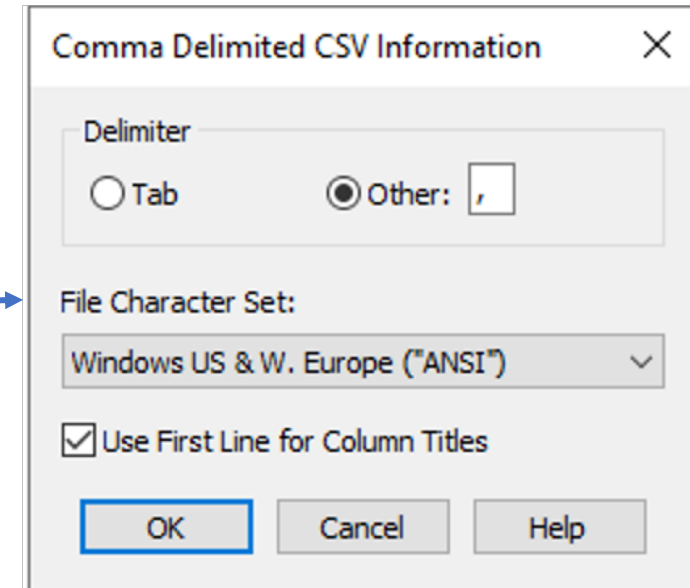 Comma Delimited CSV Information
Delimiter
Tab Other: ,
File Character Set:
Windows US & W. Europe ("ANSI")
Use First Line for Column Titles
OK Cancel Help